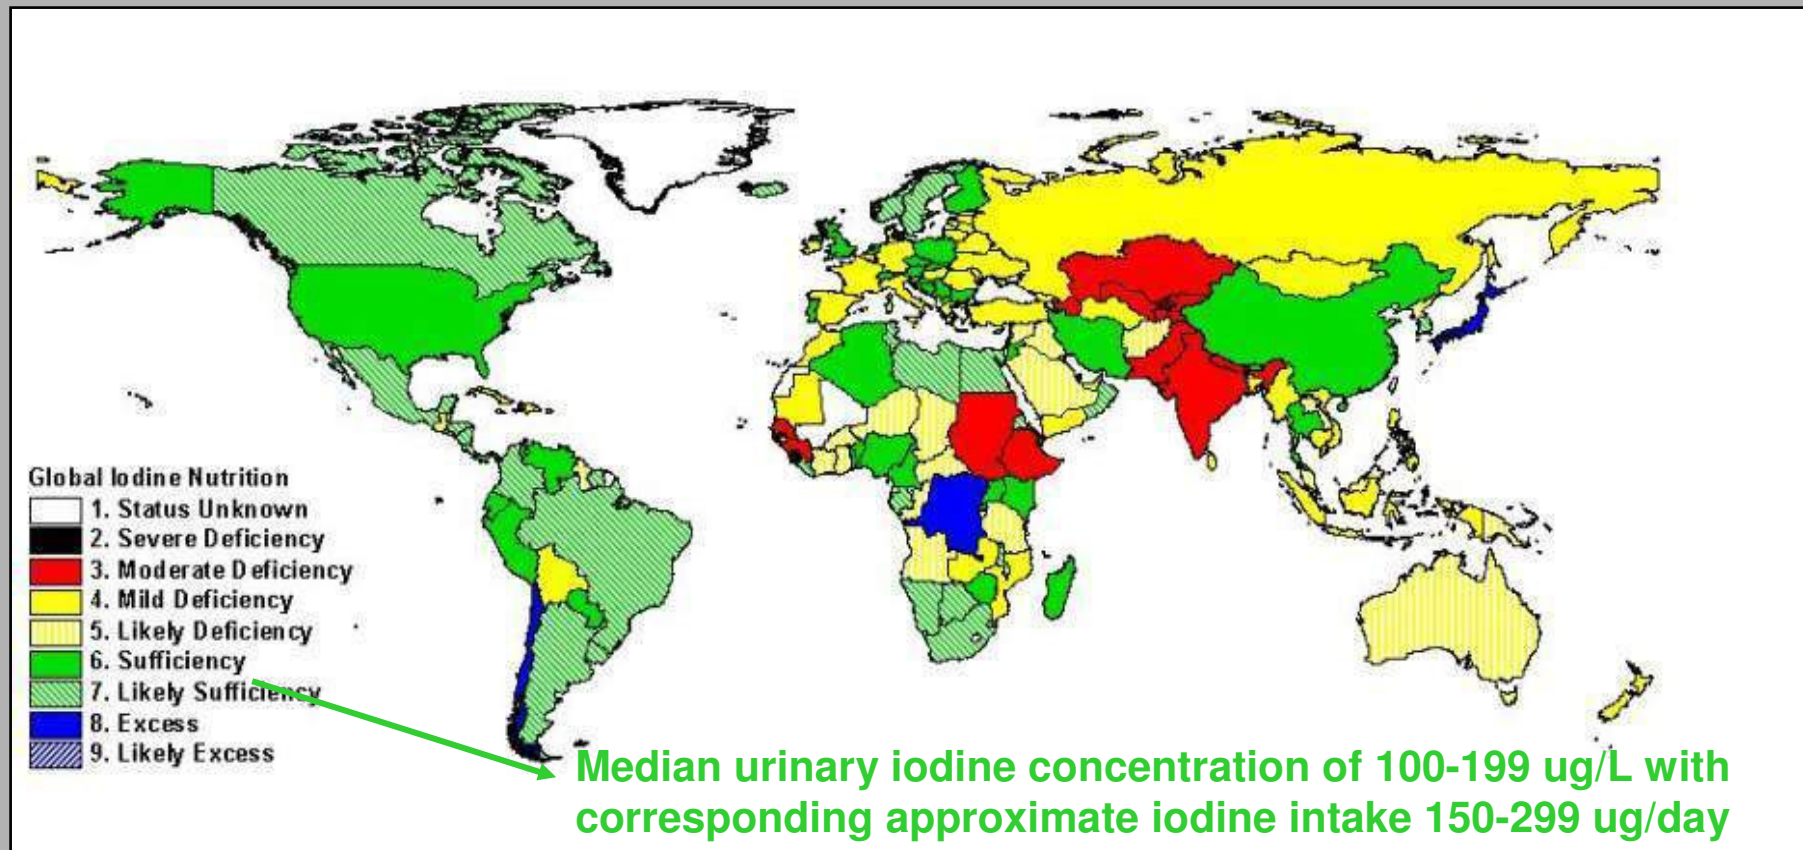 Global Iodine Nutrition
1. Status Unknown
2. Severe Deficiency
3. Moderate Deficiency
4. Mild Deficiency
5. Likely Deficiency
6. Sufficiency
7. Likely Sufficiency
8. Excess
9. Likely Excess
Median urinary iodine concentration of 100-199 ug/L with
corresponding approximate iodine intake 150-299 ug/day